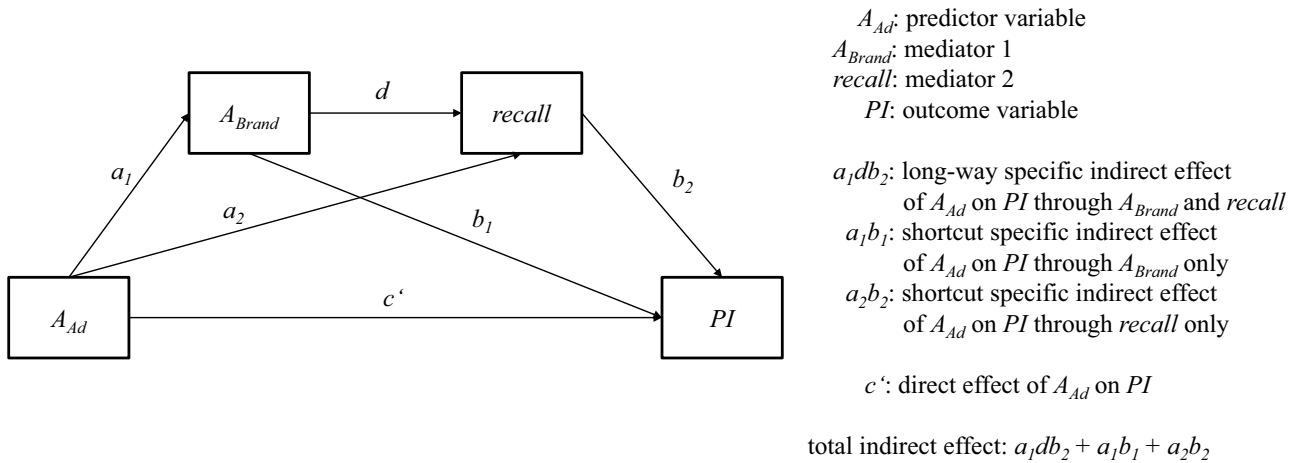 d
A_Brand
recall
a_1
a_2
b_1
b_2
c‘
A_Ad
PI
A_Ad: predictor variable
A_Brand: mediator 1
recall: mediator 2
PI: outcome variable
a_1db_2: long-way specific indirect effect
of A_Ad on PI through A_Brand and recall
a_1b_1: shortcut specific indirect effect
of A_Ad on PI through A_Brand only
a_2b_2: shortcut specific indirect effect
of A_Ad on PI through recall only
c‘: direct effect of A_Ad on PI
total indirect effect: a_1db_2 + a_1b_1 + a_2b_2